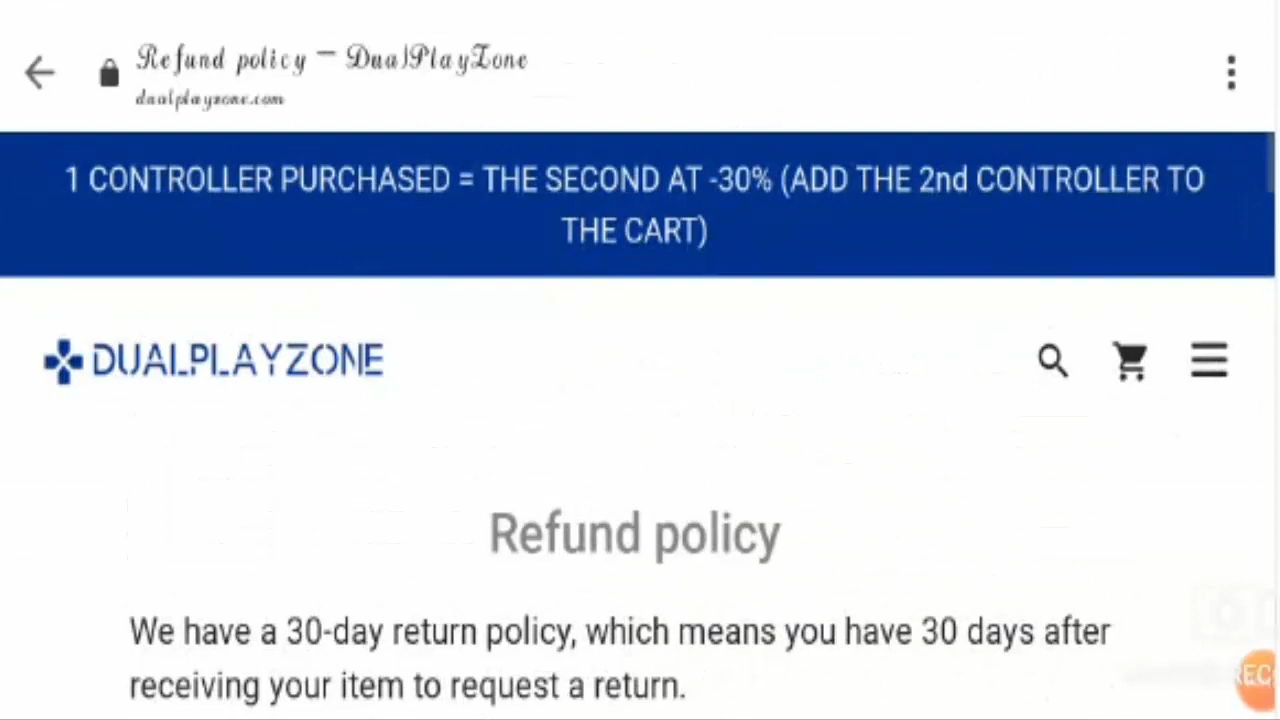 Refund policy — DualPlayZone
dualplayzone.com
1 CONTROLLER PURCHASED = THE SECOND AT -30% (ADD THE 2nd CONTROLLER TO
THE CART)
DUALPLAYZONE
Refund policy
We have a 30-day return policy, which means you have 30 days after
receiving your item to request a return.
REC